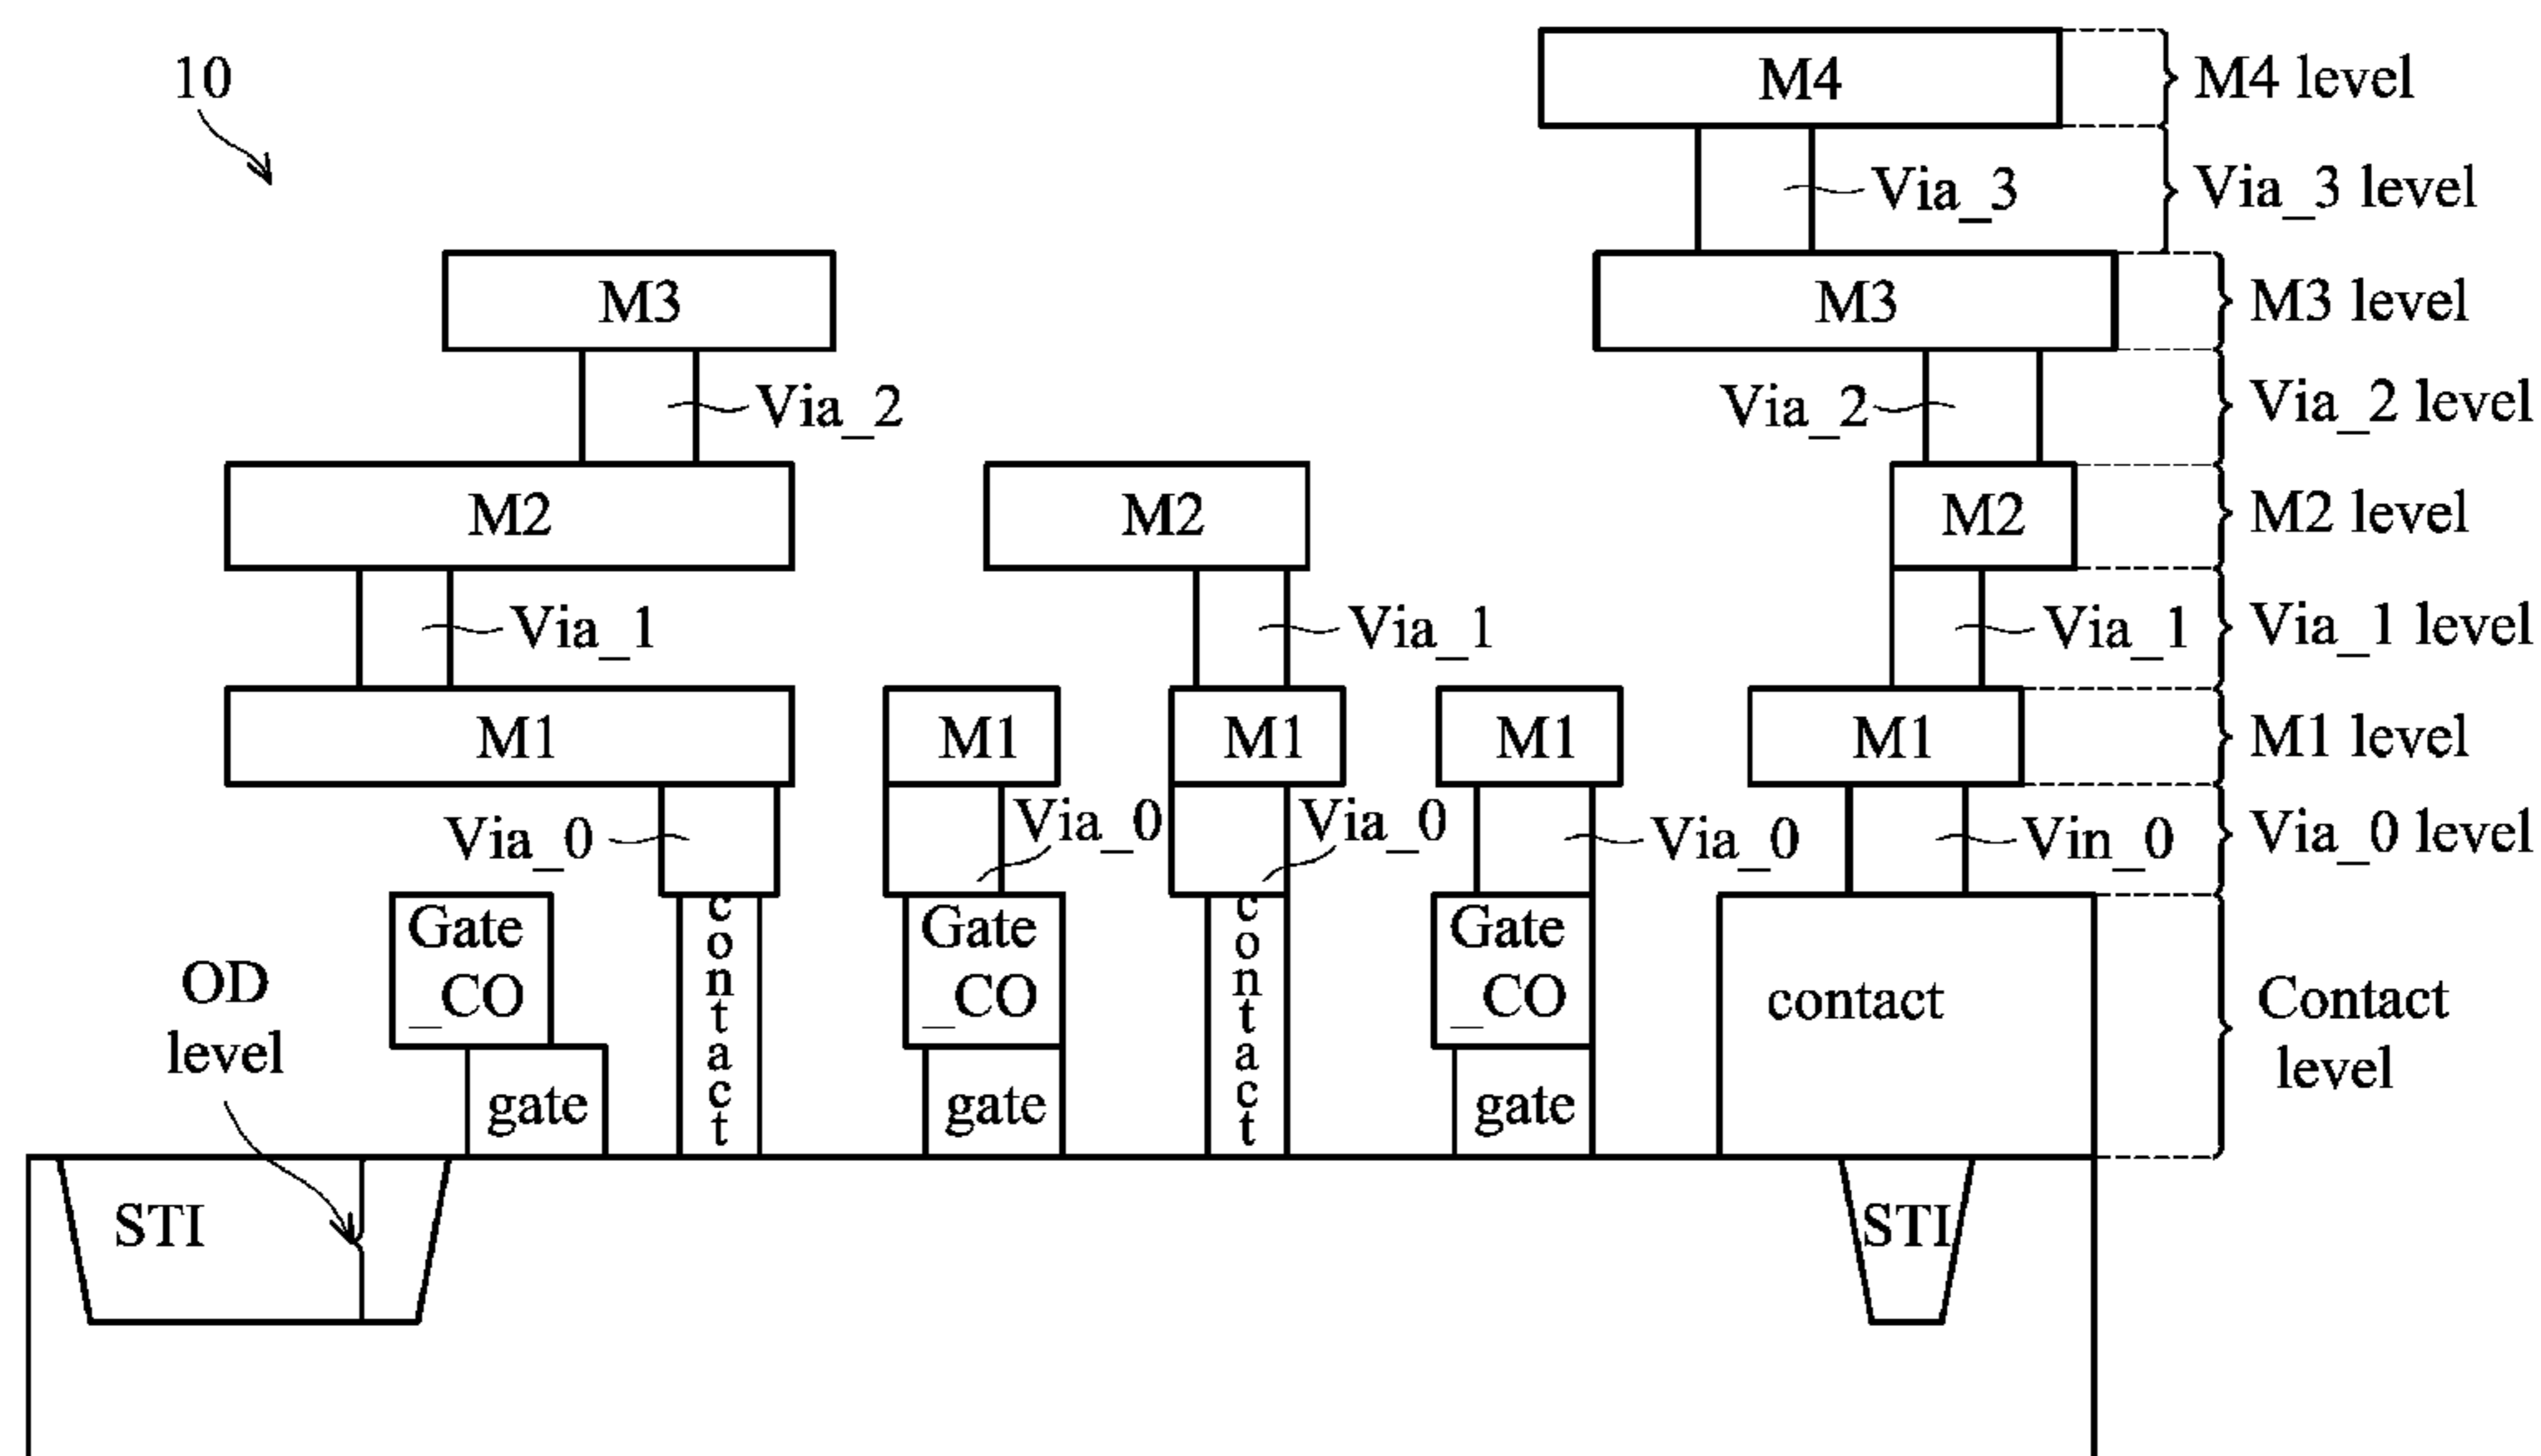 10
M4
M4 level
Via_3
Via_3 level
M3
M3
M3 level
Via_2
Via_2
Via_2 level
M2
M2
M2
M2 level
Via_1
Via_1
Via_1
Via_1 level
M1
M1
M1
M1
M1
M1 level
Via_0
Via_0
Via_0
Via_0
Vin_0
Via_0 level
Gate
_CO
contact
Gate
_CO
contact
Gate
_CO
contact
Contact
level
OD
level
gate
gate
gate
STI
STI